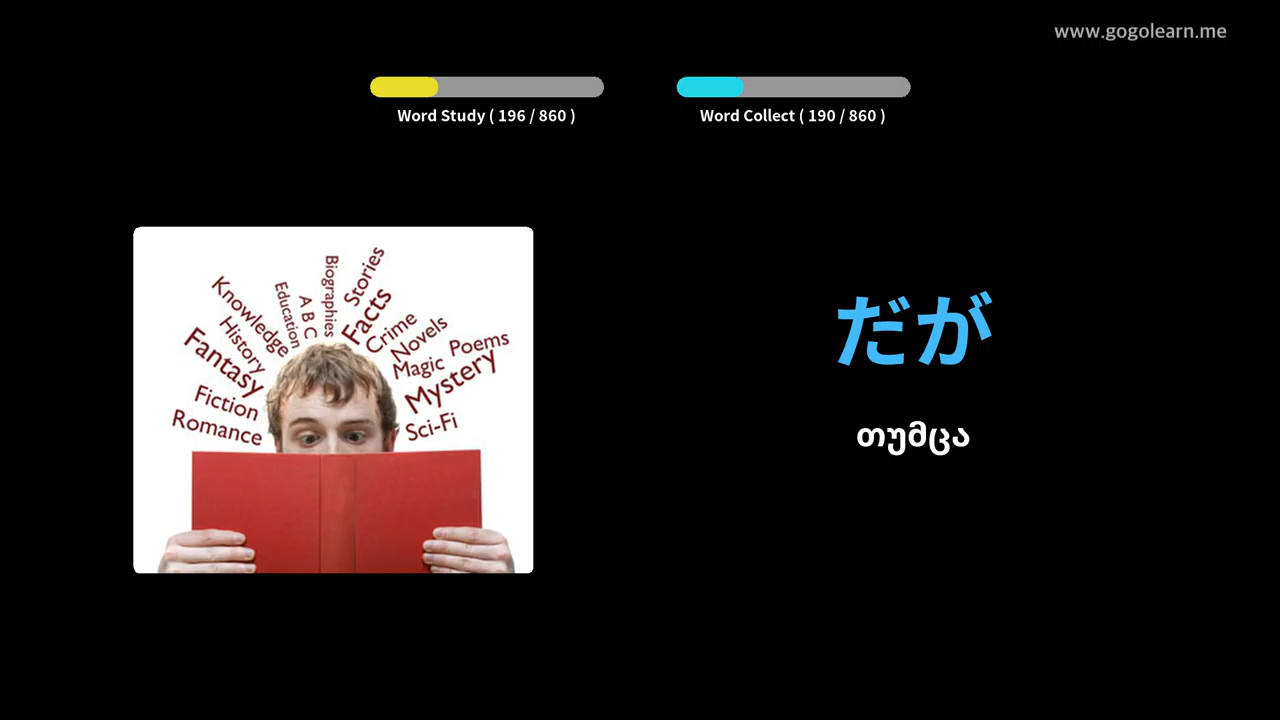 www.gogolearn.me
Word Study ( 196 / 860 )
Word Collect ( 190 / 860 )
Biographies
Stories
Education
A B C
Facts
Knowledge
Crime
History
Novels
Poems
Fantasy
Magic
Mystery
Fiction
Romance
Sci-Fi
だが
თუმცა